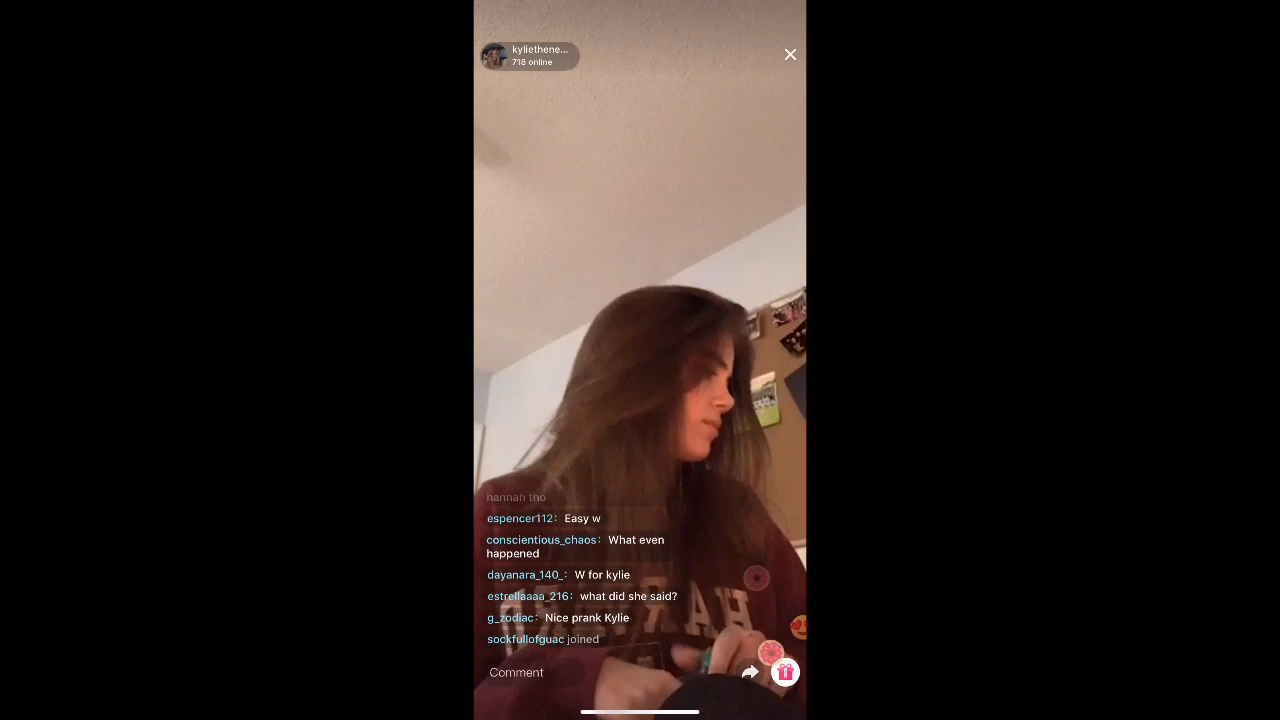 kyliethene...
718 online
hannah tho
espencer112: Easy w
conscientious_chaos: What even
happened
dayanara_140_: W for kylie
estrellaaaa_216: what did she said?
g_zodiac: Nice prank Kylie
sockfullofguac joined
Comment